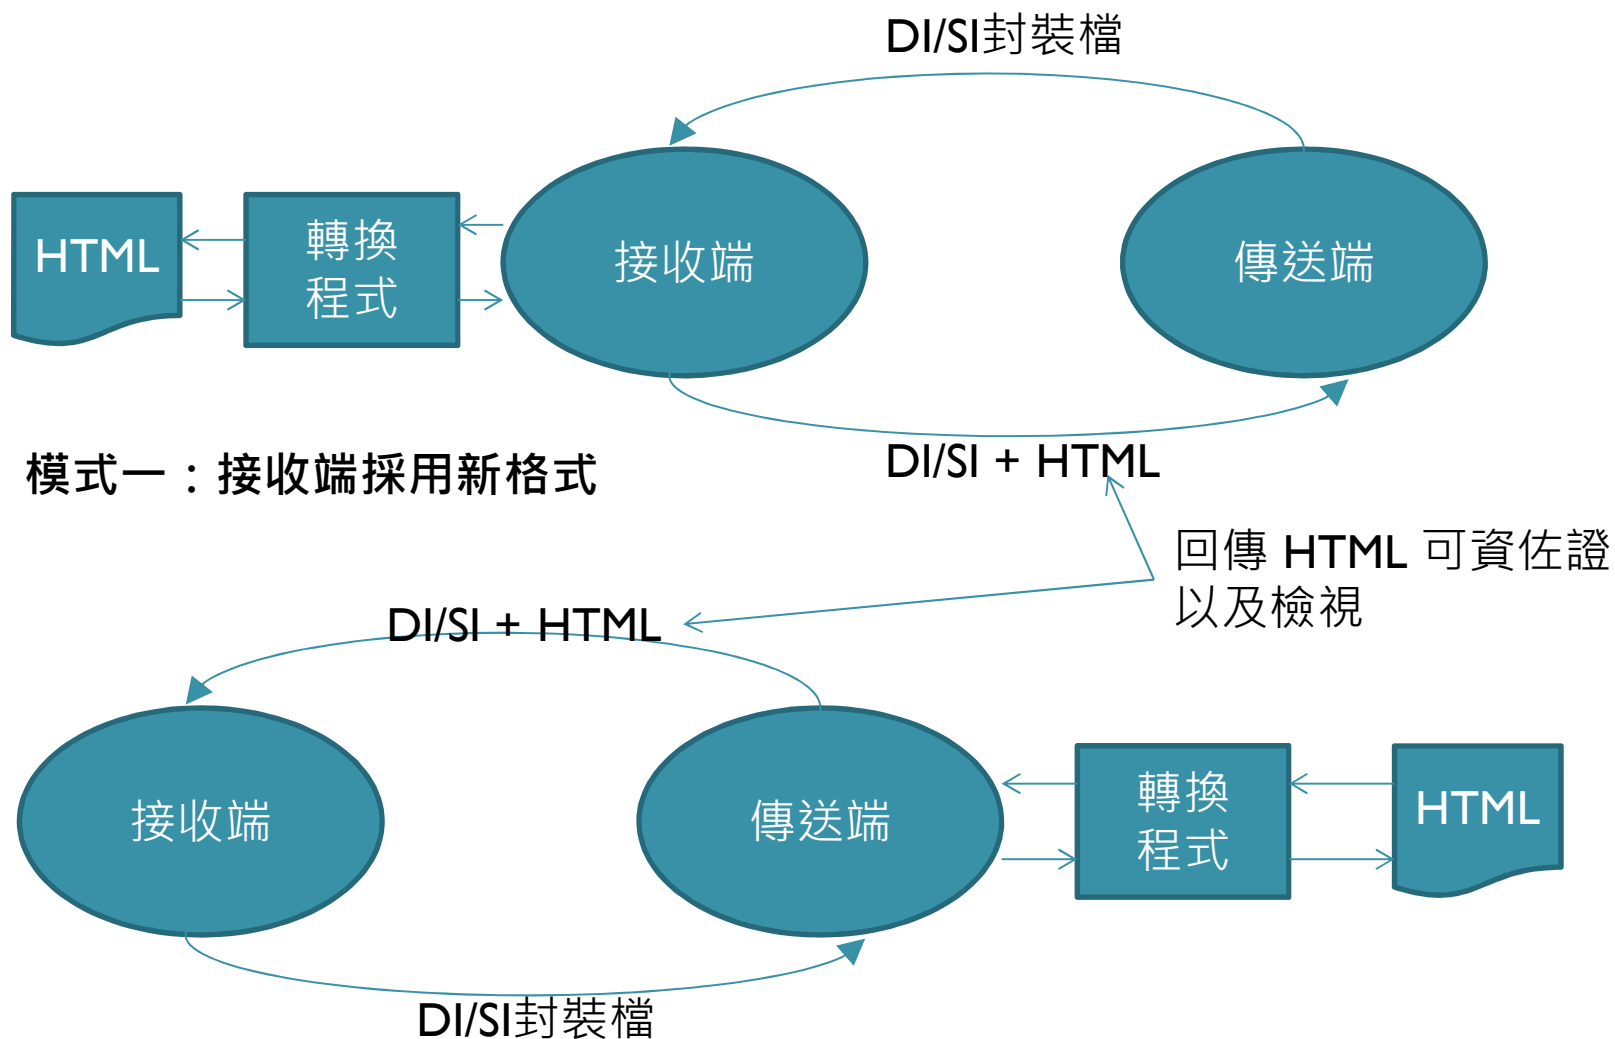 DI/SI封裝檔
HTML
轉換
程式
接收端
傳送端
DI/SI + HTML
模式一：接收端採用新格式
回傳 HTML 可資佐證
以及檢視
DI/SI + HTML
接收端
傳送端
轉換
程式
HTML
DI/SI封裝檔